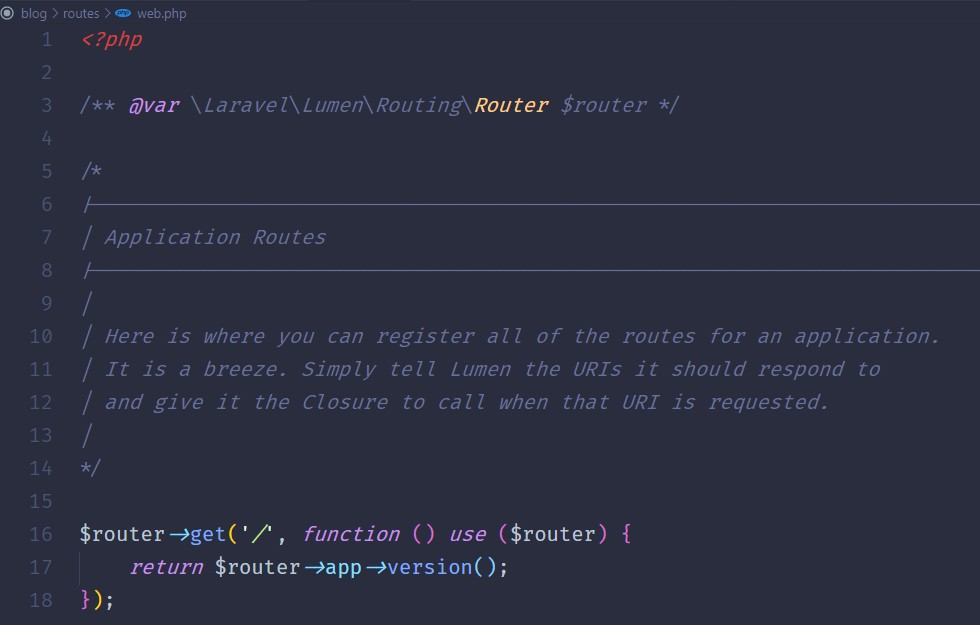 blog > routes > php web.php
1 <?php
2
3 /** @var \Laravel\Lumen\Routing\Router $router */
4
5 /*
6 |--------------------------------------------------------------------------
7 | Application Routes
8 |--------------------------------------------------------------------------
9 |
10 | Here is where you can register all of the routes for an application.
11 | It is a breeze. Simply tell Lumen the URIs it should respond to
12 | and give it the Closure to call when that URI is requested.
13 |
14 */
15
16 $router->get('/', function () use ($router) {
17     return $router->app->version();
18 });